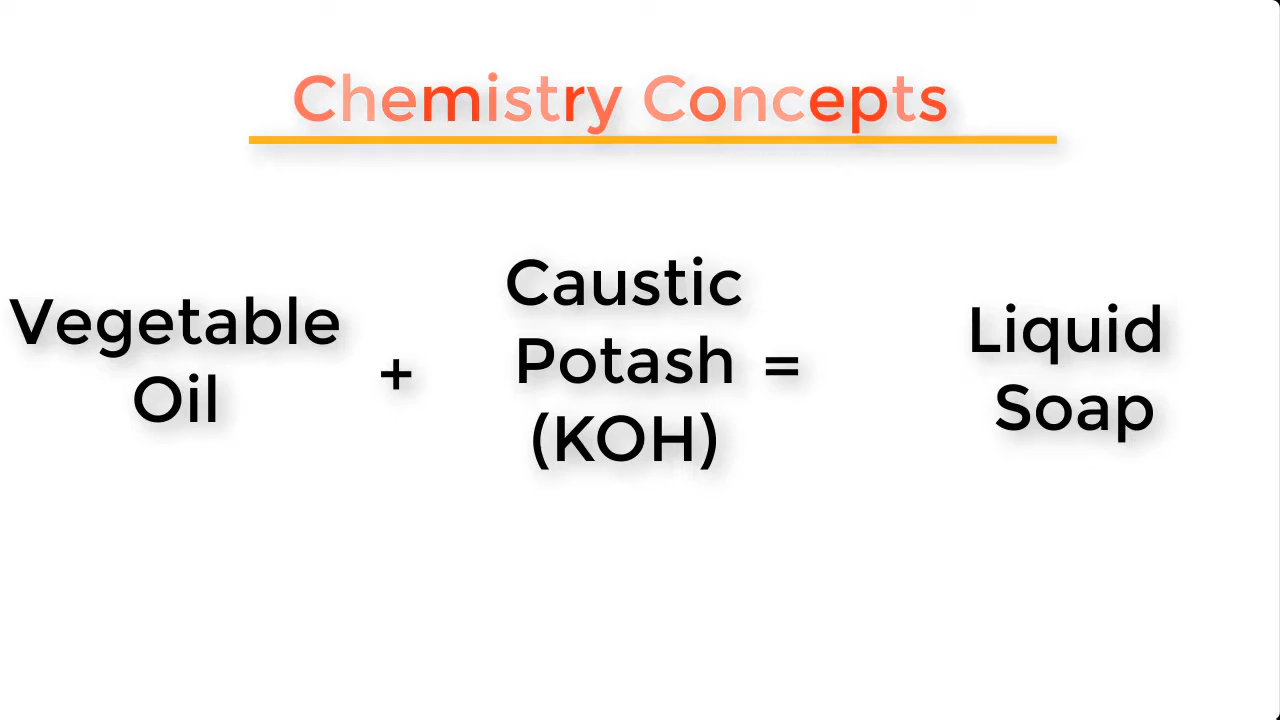 Chemistry Concepts
Vegetable
Oil
+
Caustic
Potash
(KOH)
=
Liquid
Soap